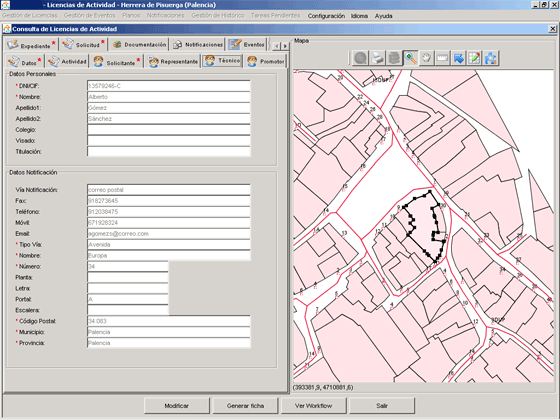 - Licencias de Actividad - Herrera de Pisuerga (Palencia)
Gestión de Licencias Gestión de Eventos Planos Notificaciones Gestión de Histórico Tareas Pendientes Configuración Idioma Ayuda
Consulta de Licencias de Actividad
* Expediente * Solicitud Documentación Notificaciones Eventos
* Datos * Actividad * Solicitante * Representante Técnico * Promotor
Mapa
Datos Personales
* DNI/CIF: 13579246-C
* Nombre: Alberto
Apellido1: Gómez
Apellido2: Sánchez
Colegio:
Visado:
Titulación:
Datos Notificación
Vía Notificación: correo postal
Fax: 918273645
Teléfono: 912038475
Móvil: 671928324
Email: agomezs@correo.com
* Tipo Vía: Avenida
* Nombre: Europa
* Número: 34
Planta:
Letra:
Portal: A
Escalera:
* Código Postal: 34.083
* Municipio: Palencia
* Provincia: Palencia
(393381,9, 4710881,6)
Modificar Generar ficha Ver Workflow Salir